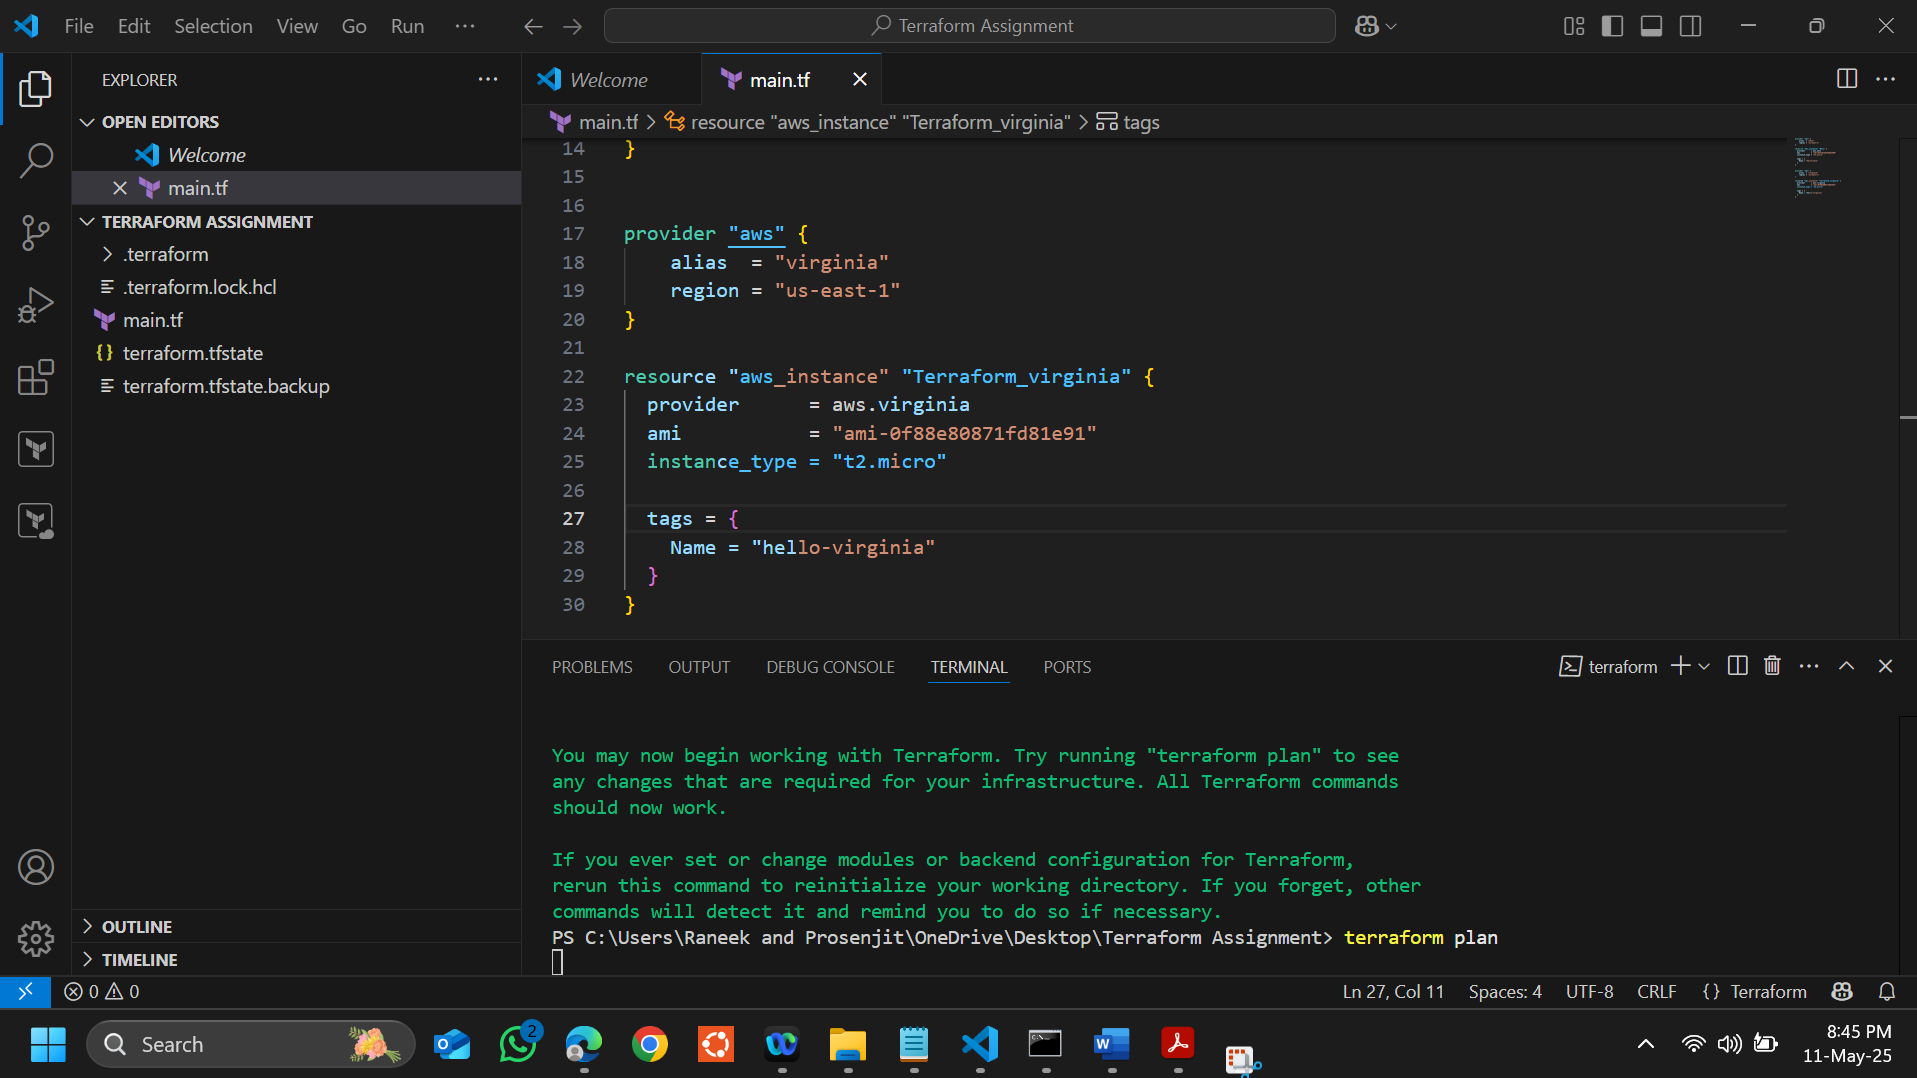 File Edit Selection View Go Run ···
Terraform Assignment
EXPLORER
OPEN EDITORS
Welcome
main.tf
TERRAFORM ASSIGNMENT
.terraform
.terraform.lock.hcl
main.tf
terraform.tfstate
terraform.tfstate.backup
OUTLINE
TIMELINE
Welcome
main.tf
main.tf > resource "aws_instance" "Terraform_virginia" > tags
14 }
15
16
17 provider "aws" {
18 alias = "virginia"
19 region = "us-east-1"
20 }
21
22 resource "aws_instance" "Terraform_virginia" {
23 provider = aws.virginia
24 ami = "ami-0f88e80871fd81e91"
25 instance_type = "t2.micro"
26
27 tags = {
28 Name = "hello-virginia"
29 }
30 }
PROBLEMS OUTPUT DEBUG CONSOLE TERMINAL PORTS
terraform
You may now begin working with Terraform. Try running "terraform plan" to see
any changes that are required for your infrastructure. All Terraform commands
should now work.
If you ever set or change modules or backend configuration for Terraform,
rerun this command to reinitialize your working directory. If you forget, other
commands will detect it and remind you to do so if necessary.
PS C:\Users\Raneek and Prosenjit\OneDrive\Desktop\Terraform Assignment> terraform plan
0 0
Ln 27, Col 11 Spaces: 4 UTF-8 CRLF {} Terraform
Search
2
8:45 PM
11-May-25